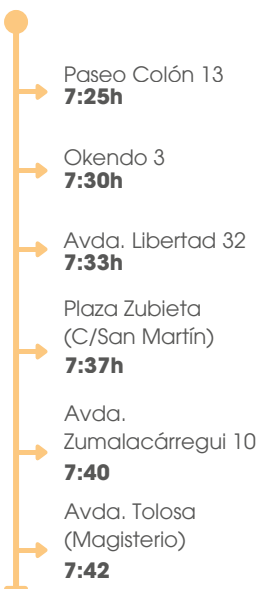 Paseo Colón 13
7:25h
Okendo 3
7:30h
Avda. Libertad 32
7:33h
Plaza Zubieta
(C/San Martín)
7:37h
Avda.
Zumalacárregui 10
7:40
Avda. Tolosa
(Magisterio)
7:42